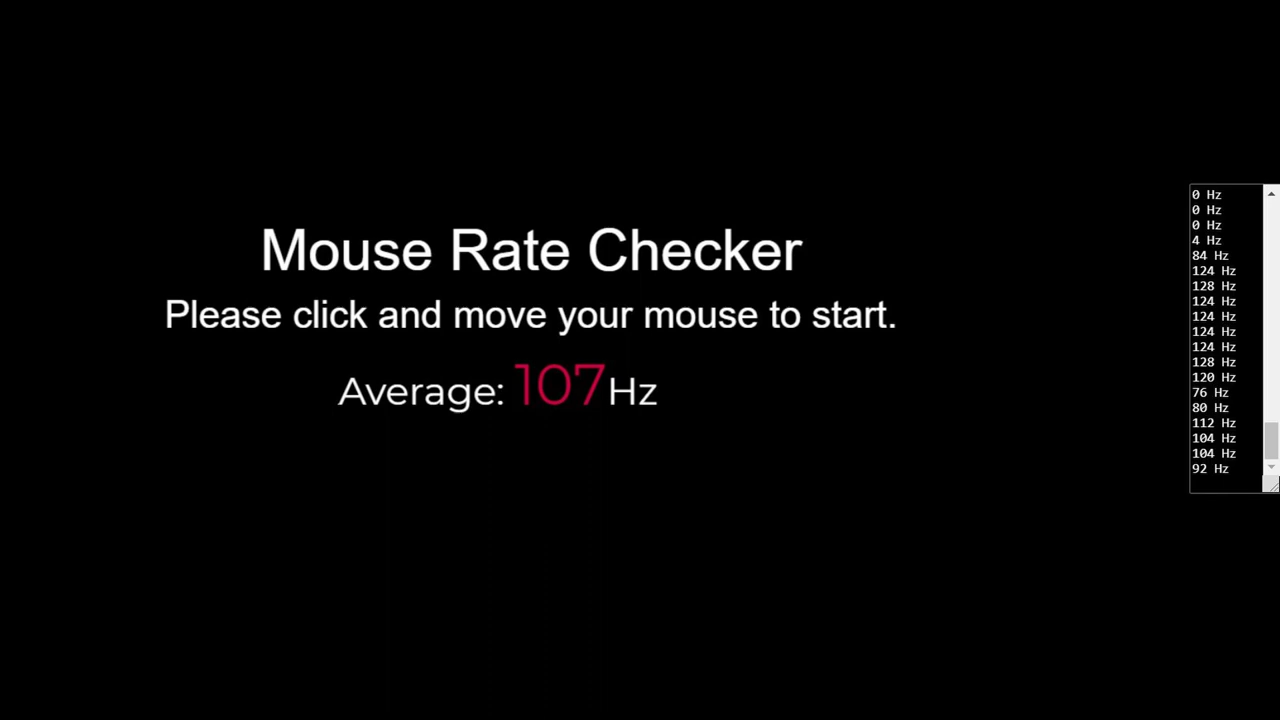 Mouse Rate Checker
Please click and move your mouse to start.
Average: 107Hz
0 Hz
0 Hz
0 Hz
4 Hz
84 Hz
124 Hz
128 Hz
124 Hz
124 Hz
124 Hz
124 Hz
128 Hz
120 Hz
76 Hz
80 Hz
112 Hz
104 Hz
104 Hz
92 Hz